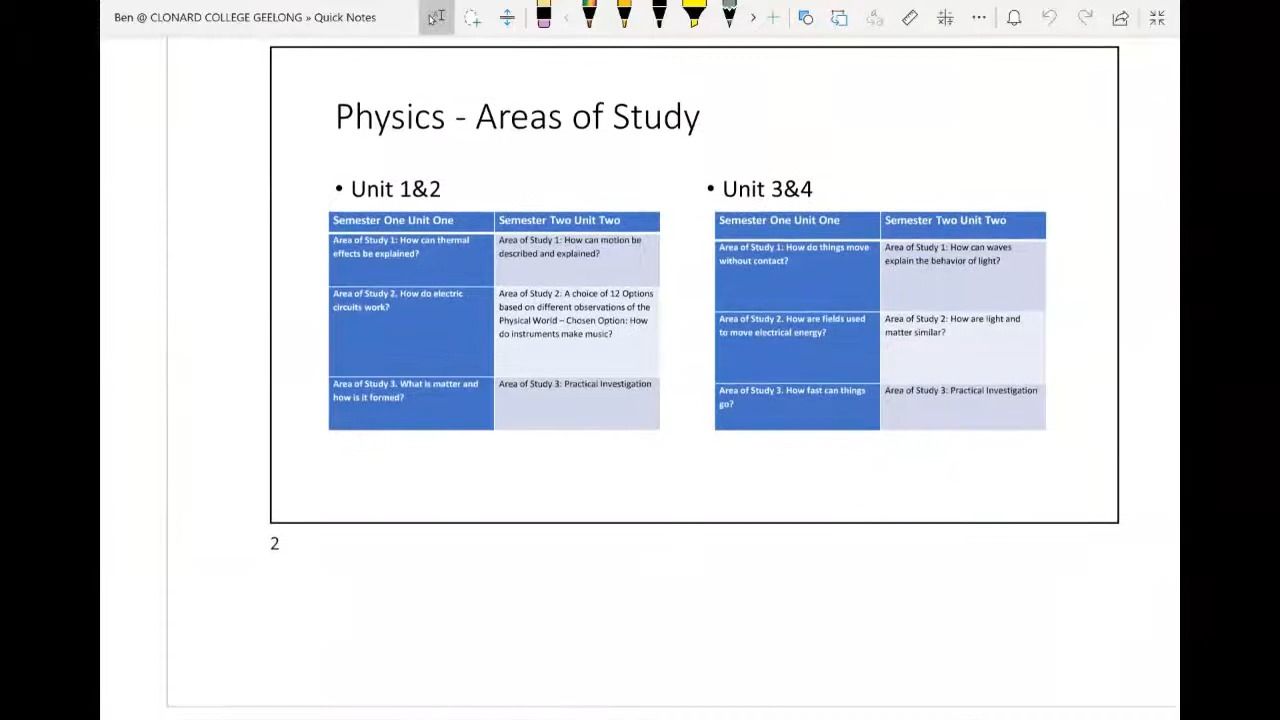 Ben @ CLONARD COLLEGE GEELONG » Quick Notes
Physics - Areas of Study
• Unit 1&2
Semester One Unit One
Semester Two Unit Two
Area of Study 1: How can thermal
effects be explained?
Area of Study 1: How can motion be
described and explained?
Area of Study 2. How do electric
circuits work?
Area of Study 2: A choice of 12 Options
based on different observations of the
Physical World – Chosen Option: How
do instruments make music?
Area of Study 3. What is matter and
how is it formed?
Area of Study 3: Practical Investigation
• Unit 3&4
Semester One Unit One
Semester Two Unit Two
Area of Study 1: How do things move
without contact?
Area of Study 1: How can waves
explain the behavior of light?
Area of Study 2. How are fields used
to move electrical energy?
Area of Study 2: How are light and
matter similar?
Area of Study 3. How fast can things
go?
Area of Study 3: Practical Investigation
2